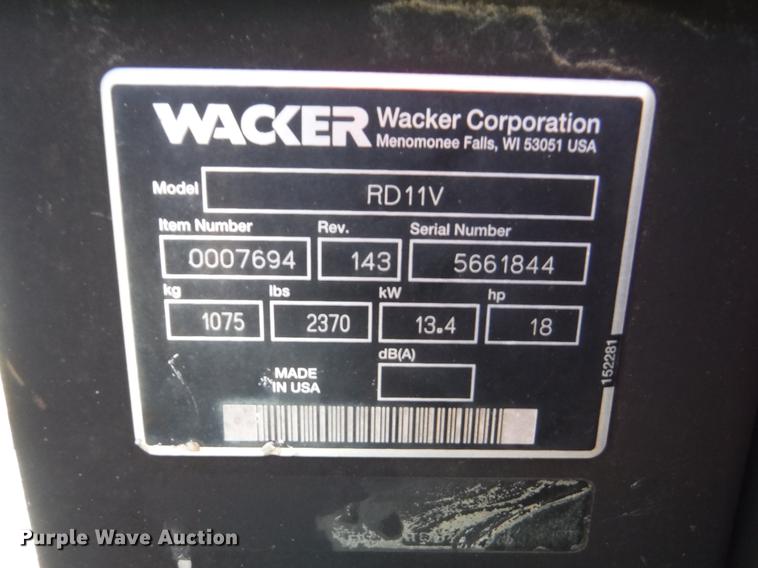 WACKER Wacker Corporation
Menomonee Falls, WI 53051 USA
Model RD11V
Item Number Rev. Serial Number
0007694 143 5661844
kg lbs kW hp
1075 2370 13.4 18
dB(A)
MADE
IN USA
152281
Purple Wave Auction